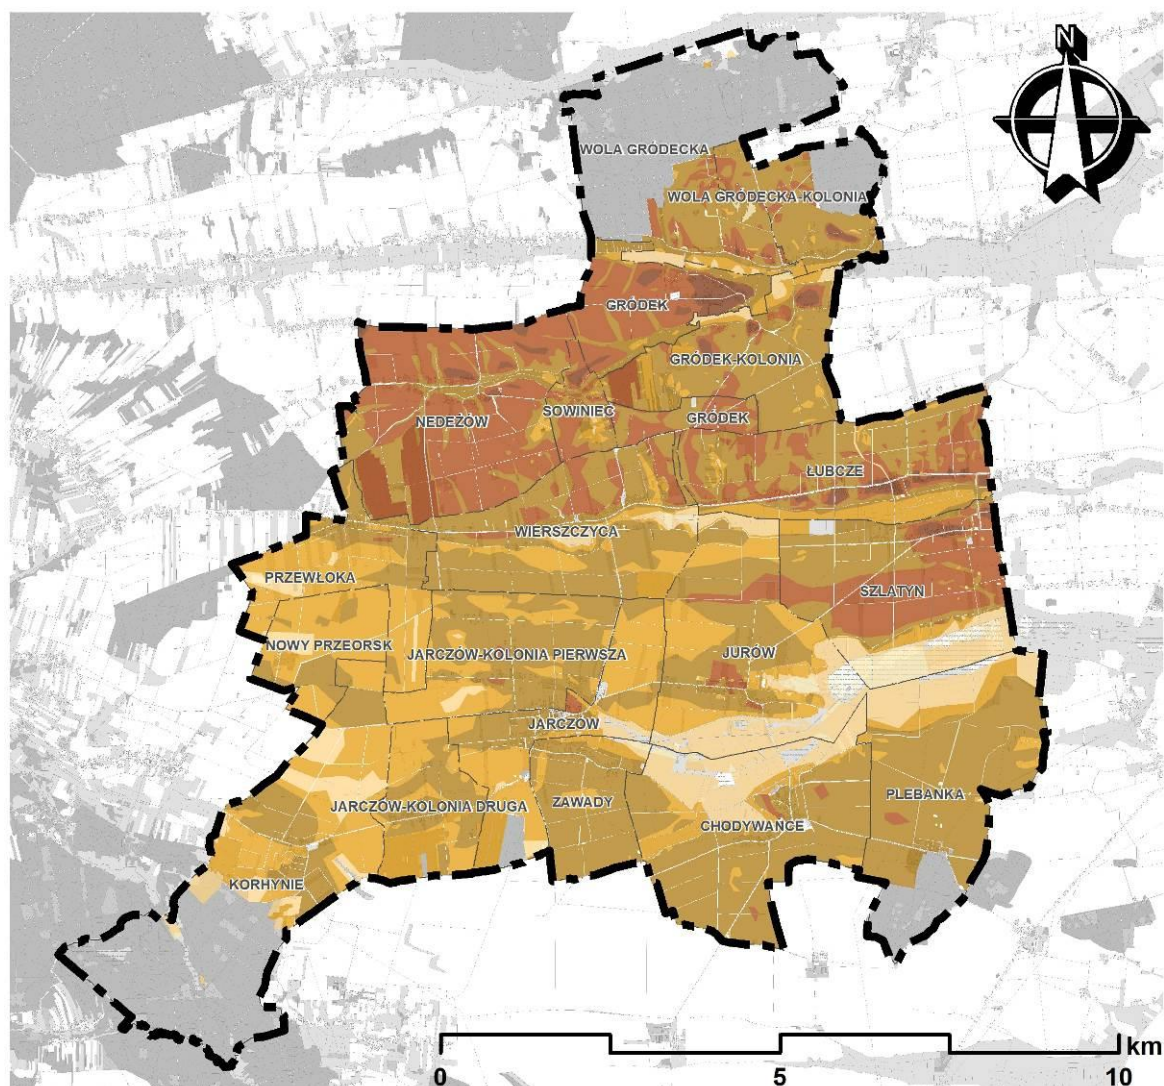 N
WOLA GRÓDECKA
WOLA GRÓDECKA-KOLONIA
GRÓDEK
GRÓDEK-KOLONIA
SOWINIEC
NEDEŻÓW
GRÓDEK
ŁUBCZE
WIERSZCZYCA
PRZEWŁOKA
SZLATYN
NOWY PRZEORSK
JARCZÓW-KOLONIA PIERWSZA
JURÓW
JARCZÓW
PLEBANKA
JARCZÓW-KOLONIA DRUGA
ZAWADY
CHODYWAŃCE
KORHYNIE
km
0
5
10